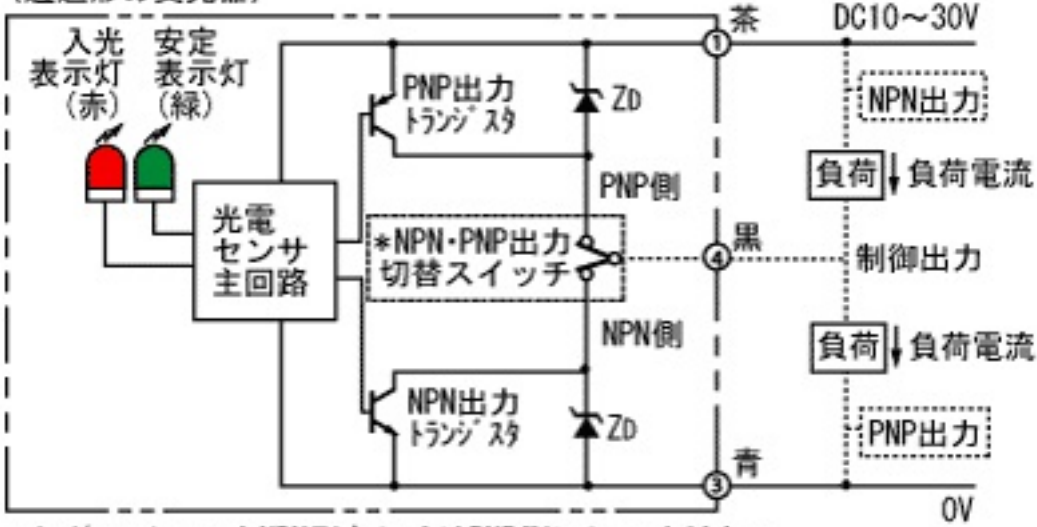 茶
DC10~30V
①
入光
表示灯
(赤)
安定
表示灯
(緑)
PNP出力
トランジスタ
ZD
NPN出力
負荷
負荷電流
PNP側
光電
センサ
主回路
*NPN・PNP出力
切替スイッチ
黒
④
制御出力
NPN側
負荷
負荷電流
NPN出力
トランジスタ
ZD
PNP出力
青
③
0V